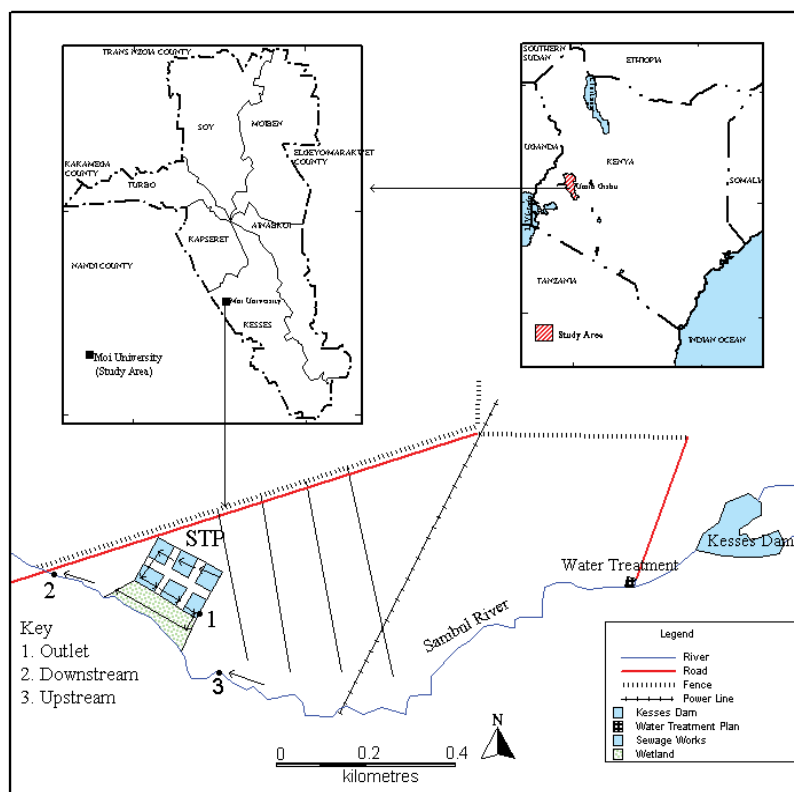 TRANS NZOIA COUNTY
SOY
MOIBEN
ELGEYO MARAKWET
COUNTY
KAKAMEGA
COUNTY
TURBO
KAPSERET
AINABKOI
NANDI COUNTY
Moi University
KESSES
Moi University
(Study Area)
SOUTHERN
SUDAN
ETHIOPIA
UGANDA
KENYA
SOMALIA
TANZANIA
INDIAN OCEAN
Study Area
STP
Kesses Dam
Water Treatment
Sambul River
1
2
3
Key
1. Outlet
2. Downstream
3. Upstream
N
0 0.2 0.4
kilometres
Legend
River
Road
Fence
Power Line
Kesses Dam
Water Treatment Plan
Sewage Works
Wetland